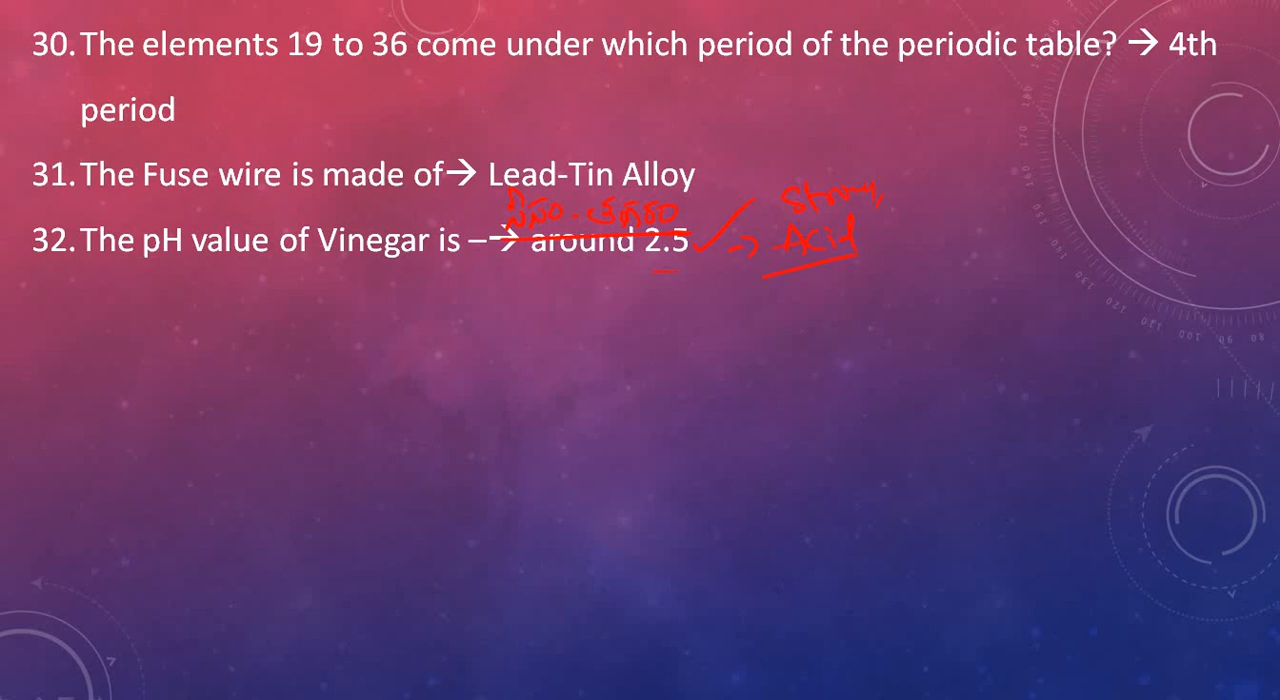 30. The elements 19 to 36 come under which period of the periodic table? → 4th
period
31. The Fuse wire is made of→ Lead-Tin Alloy
32. The pH value of Vinegar is –→ around 2.5
→ Acid